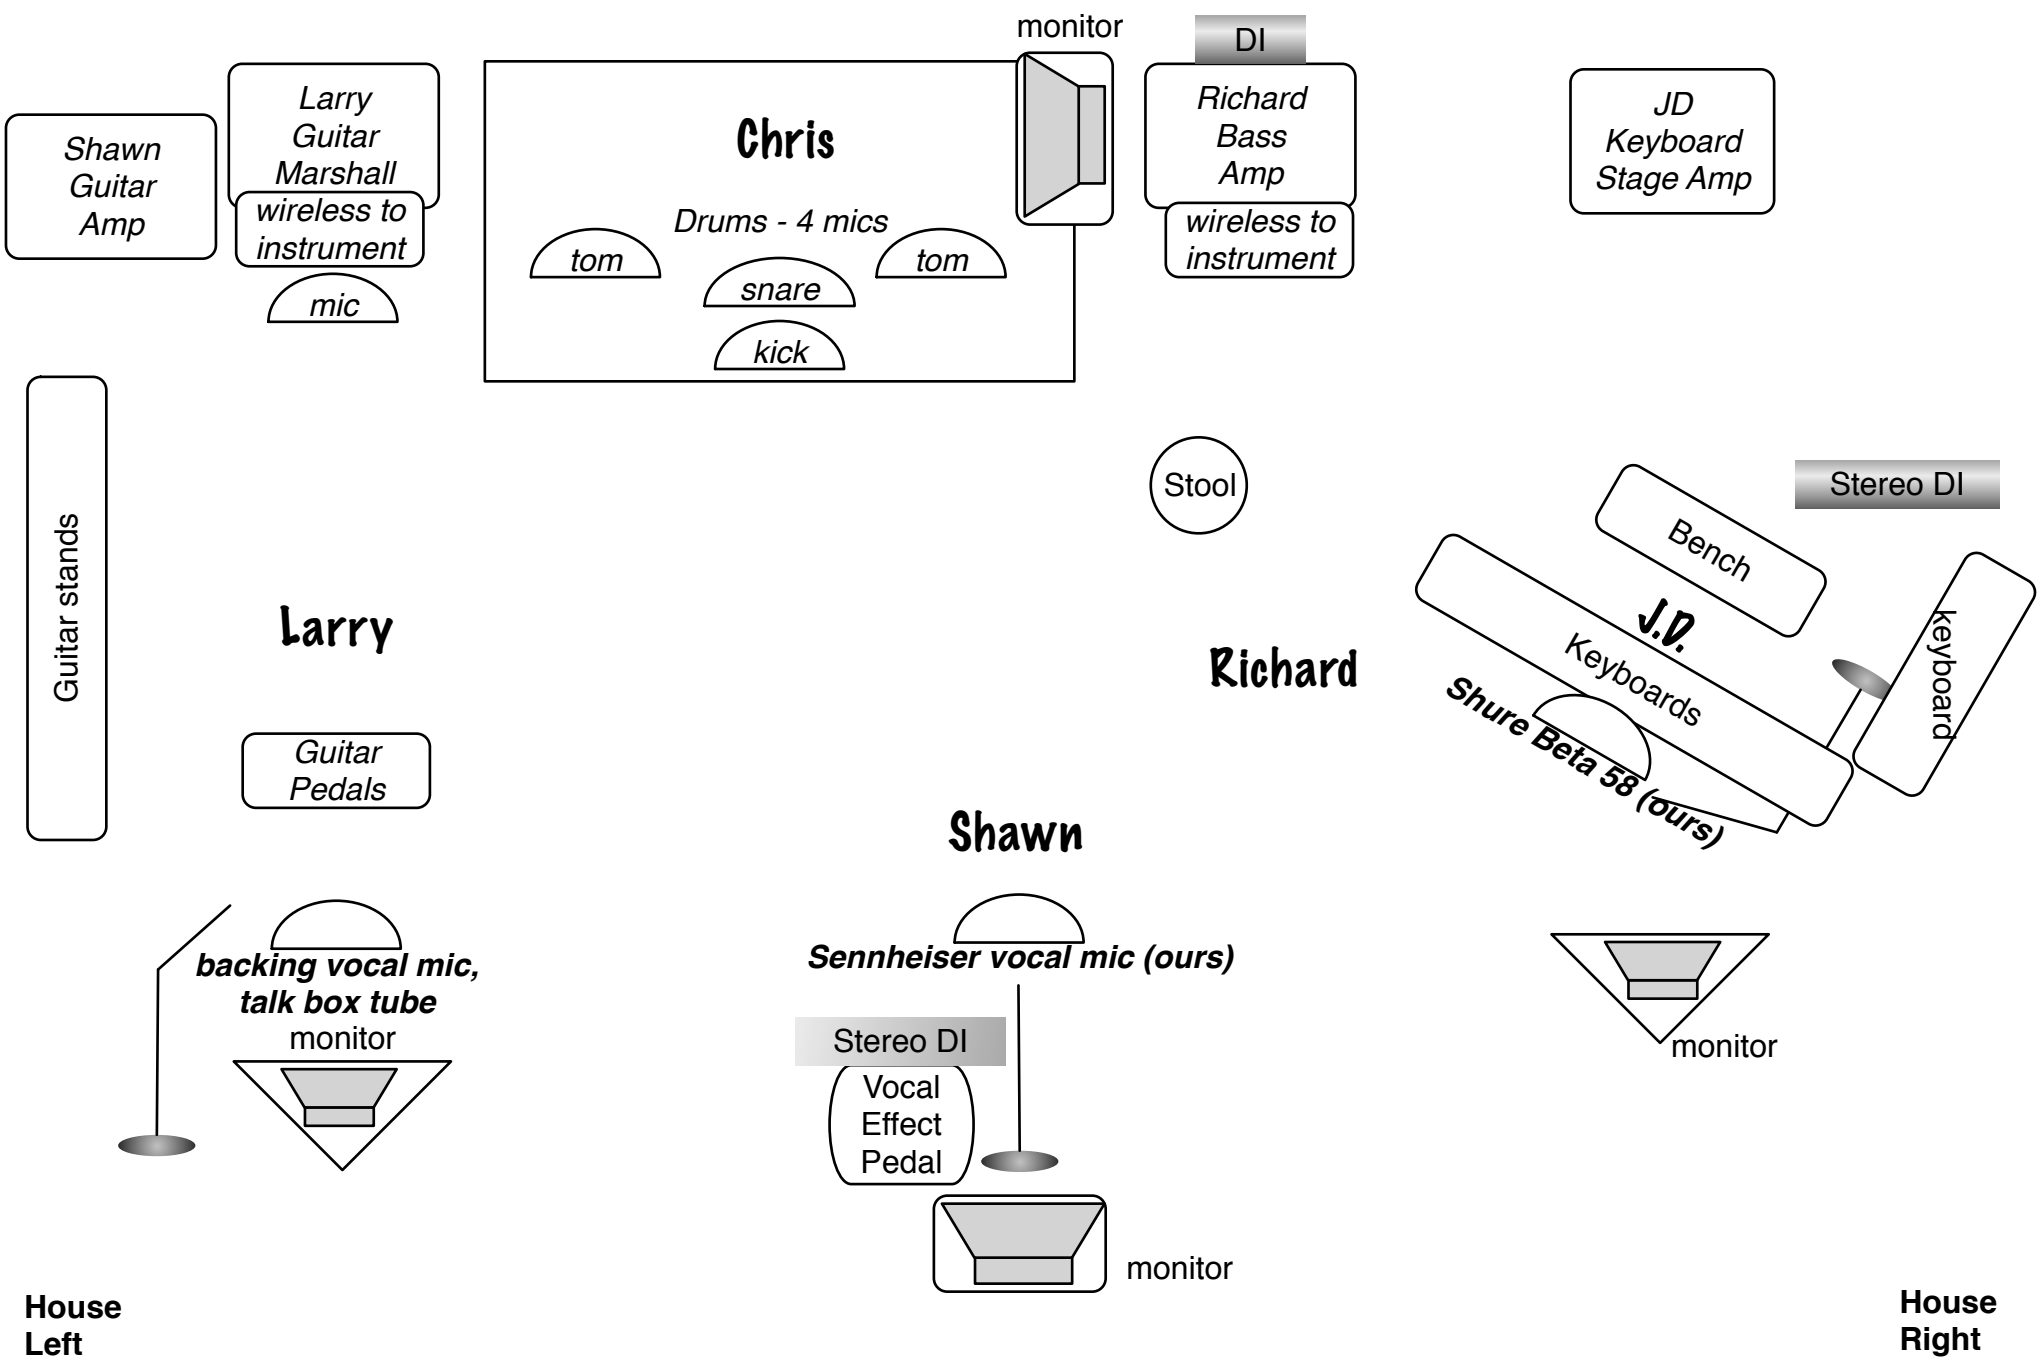 monitor
DI
Larry
Guitar
Marshall
Shawn
Guitar
Amp
wireless to
instrument
mic
Chris
Drums - 4 mics
tom
tom
snare
kick
Richard
Bass
Amp
wireless to
instrument
JD
Keyboard
Stage Amp
Stool
Stereo DI
Bench
Guitar stands
Larry
J.D.
Keyboards
keyboard
Richard
Shure Beta 58 (ours)
Guitar
Pedals
Shawn
backing vocal mic,
talk box tube
monitor
Sennheiser vocal mic (ours)
Stereo DI
Vocal
Effect
Pedal
monitor
monitor
House
Left
House
Right